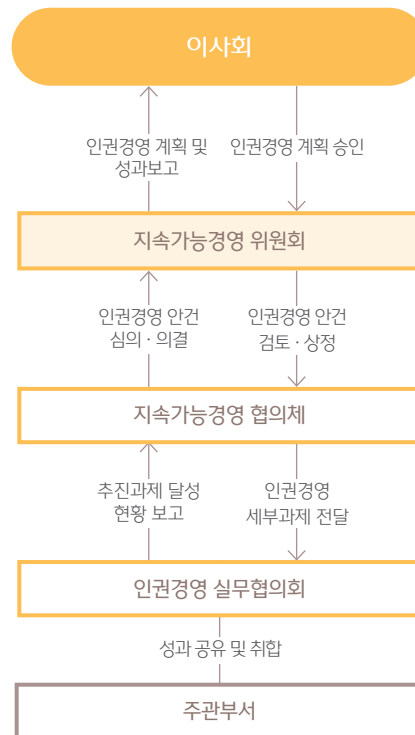 이사회
인권경영 계획 및
성과보고
인권경영 계획 승인
지속가능경영 위원회
인권경영 안건
심의 · 의결
인권경영 안건
검토 · 상정
지속가능경영 협의체
추진과제 달성
현황 보고
인권경영
세부과제 전달
인권경영 실무협의회
성과 공유 및 취합
주관부서